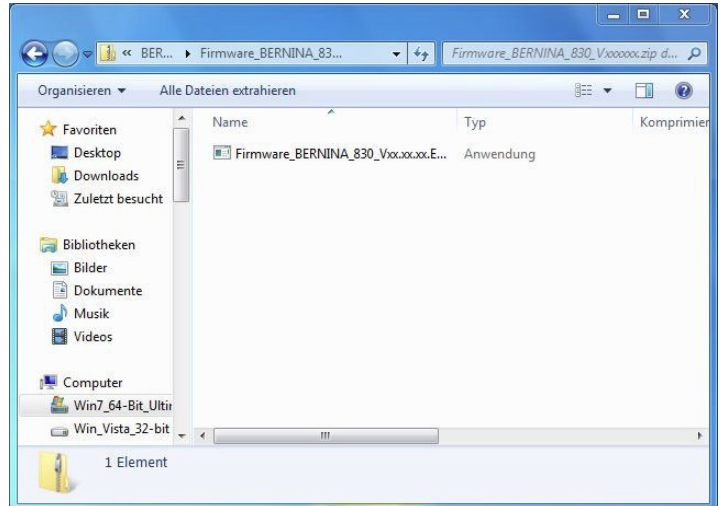 « BER... ▸ Firmware_BERNINA_83...
Firmware_BERNINA_830_Vxxxxxx.zip d...
Organisieren Alle Dateien extrahieren
Favoriten
Desktop
Downloads
Zuletzt besucht
Bibliotheken
Bilder
Dokumente
Musik
Videos
Computer
Win7_64-Bit_Ultin
Win_Vista_32-bit
Name Typ Komprimier
Firmware_BERNINA_830_Vxx.xx.xx.E... Anwendung
1 Element